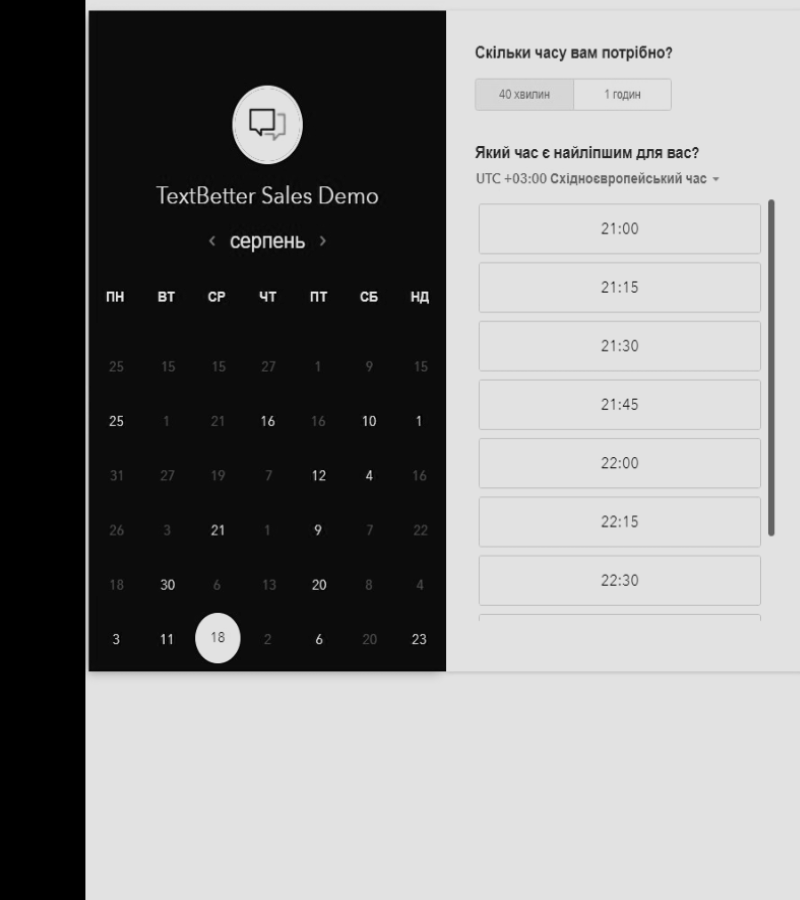 TextBetter Sales Demo
серпень
ПН ВТ СР ЧТ ПТ СБ НД
25 15 15 27 1 9 15
25 1 21 16 16 10 1
31 27 19 7 12 4 16
26 3 21 1 9 7 22
18 30 6 13 20 8 4
3 11 18 2 6 20 23
Скільки часу вам потрібно?
40 хвилин 1 годин
Який час є найліпшим для вас?
UTC +03:00 Східноєвропейський час
21:00
21:15
21:30
21:45
22:00
22:15
22:30